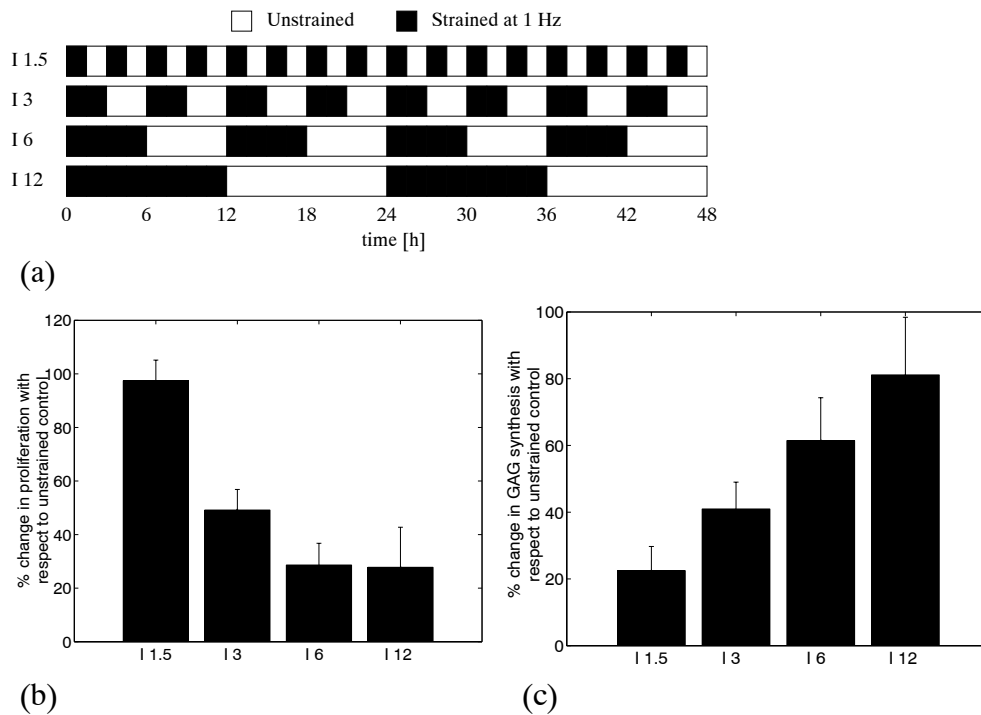 Unstrained Strained at 1 Hz
I 1.5
I 3
I 6
I 12
0 6 12 18 24 30 36 42 48
time [h]
(a)
% change in proliferation with
respect to unstrained control
120
100
80
60
40
20
0
I 1.5 I 3 I 6 I 12
(b)
% change in GAG synthesis with
respect to unstrained control
100
80
60
40
20
0
I 1.5 I 3 I 6 I 12
(c)